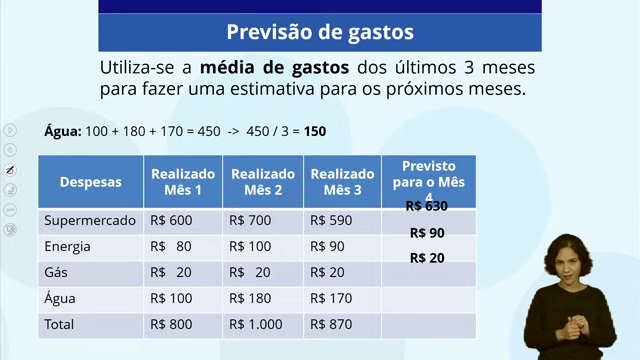 Previsão de gastos
Utiliza-se a média de gastos dos últimos 3 meses
para fazer uma estimativa para os próximos meses.
Água: 100 + 180 + 170 = 450 -> 450 / 3 = 150
Despesas Realizado Mês 1 Realizado Mês 2 Realizado Mês 3 Previsto para o Mês 4
Supermercado R$ 600 R$ 700 R$ 590 R$ 630
Energia R$ 80 R$ 100 R$ 90 R$ 90
Gás R$ 20 R$ 20 R$ 20 R$ 20
Água R$ 100 R$ 180 R$ 170
Total R$ 800 R$ 1.000 R$ 870